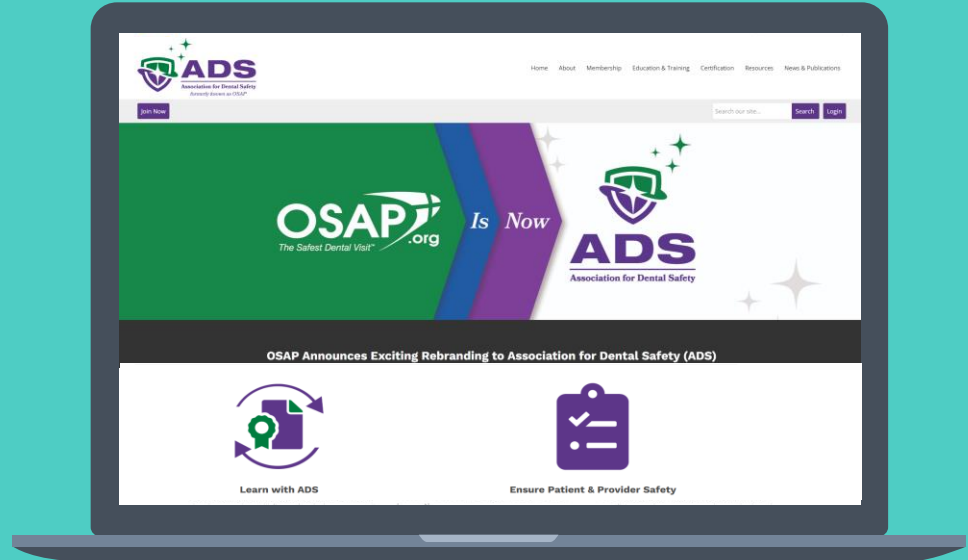 ADS
Association for Dental Safety
formerly known as OSAP
Home About Membership Education & Training Certification Resources News & Publications
Join Now
Search our site...
Search
Login
OSAP
.org
The Safest Dental Visit™
Is Now
ADS
Association for Dental Safety
OSAP Announces Exciting Rebranding to Association for Dental Safety (ADS)
Learn with ADS
Ensure Patient & Provider Safety